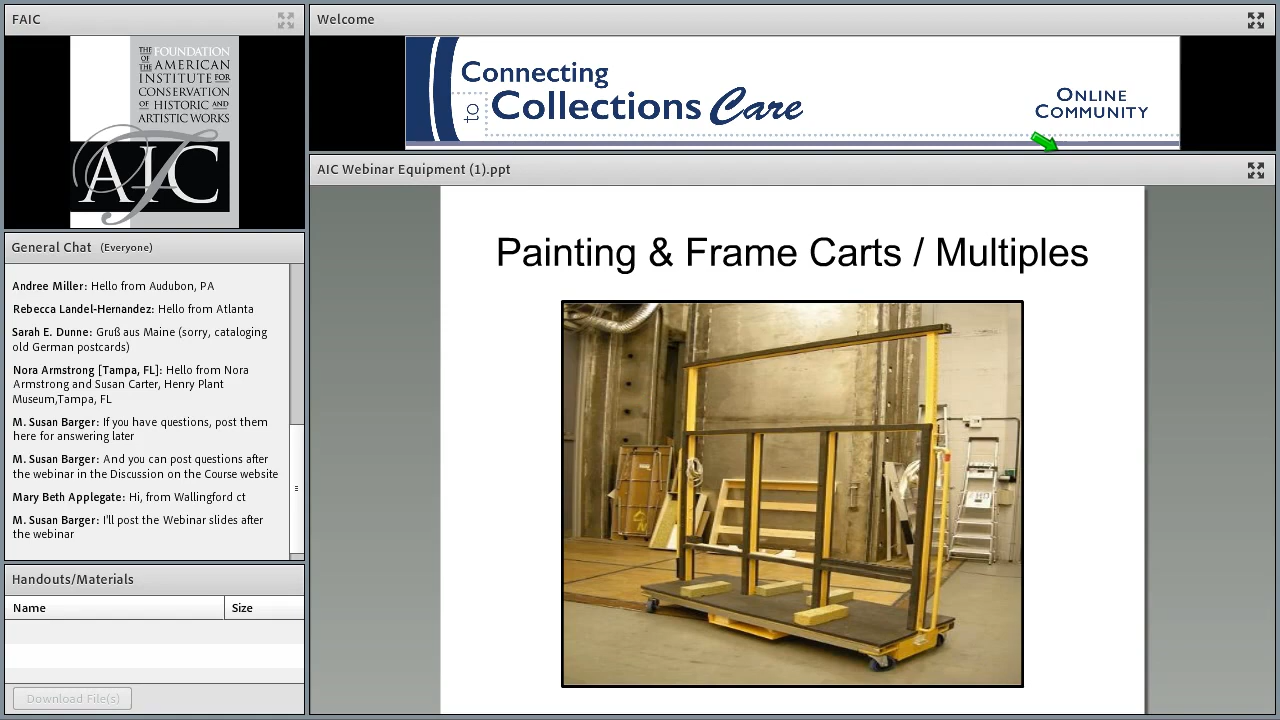 FAIC
THE FOUNDATION
OF THE AMERICAN
INSTITUTE FOR
CONSERVATION
OF HISTORIC AND
ARTISTIC WORKS
AIC
General Chat (Everyone)
Andree Miller: Hello from Audubon, PA
Rebecca Landel-Hernandez: Hello from Atlanta
Sarah E. Dunne: Gruß aus Maine (sorry, cataloging
old German postcards)
Nora Armstrong [Tampa, FL]: Hello from Nora
Armstrong and Susan Carter, Henry Plant
Museum,Tampa, FL
M. Susan Barger: If you have questions, post them
here for answering later
M. Susan Barger: And you can post questions after
the webinar in the Discussion on the Course website
Mary Beth Applegate: Hi, from Wallingford ct
M. Susan Barger: I'll post the Webinar slides after
the webinar
Handouts/Materials
Name Size
Download File(s)
Welcome
Connecting
to Collections Care
ONLINE
COMMUNITY
AIC Webinar Equipment (1).ppt
Painting & Frame Carts / Multiples